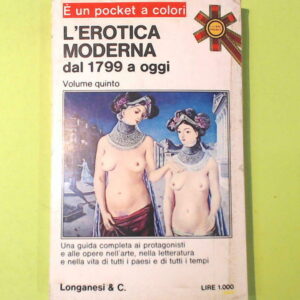 È un pocket a colori
L'EROTICA
MODERNA
dal 1799 a oggi
Volume quinto
Una guida completa ai protagonisti
e alle opere nell'arte, nella letteratura
e nella vita di tutti i paesi e di tutti i tempi
Longanesi & C.
LIRE 1.000